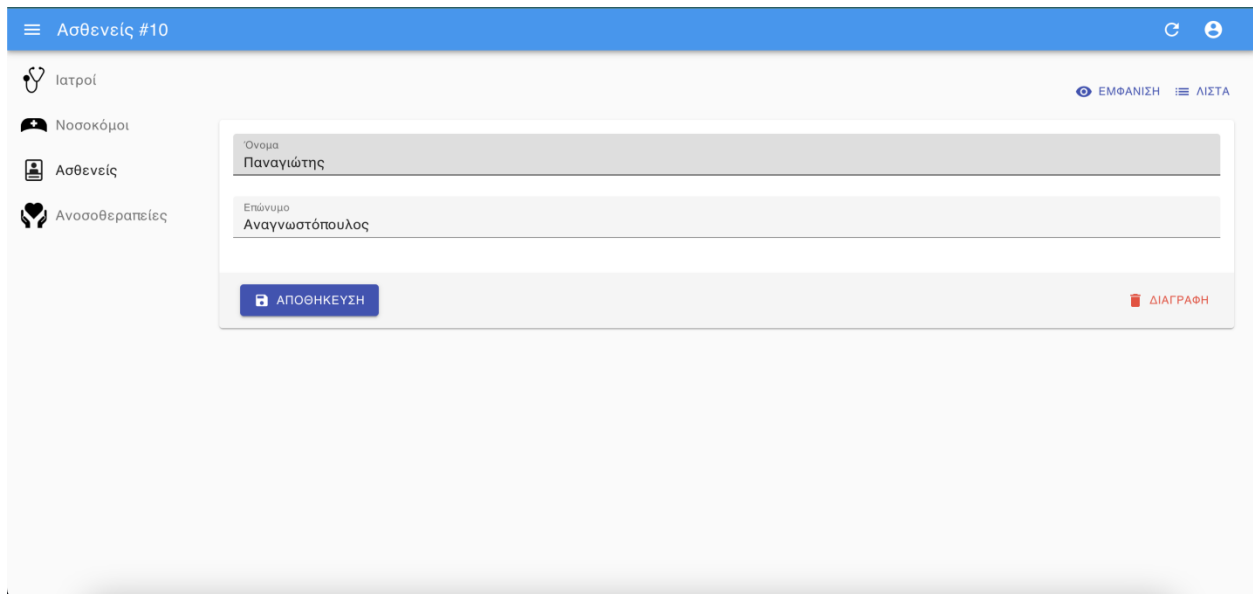 Ασθενείς #10
Ιατροί
Νοσοκόμοι
Ασθενείς
Ανοσοθεραπείες
ΕΜΦΑΝΙΣΗ ΛΙΣΤΑ
Όνομα
Παναγιώτης
Επώνυμο
Αναγνωστόπουλος
ΑΠΟΘΗΚΕΥΣΗ
ΔΙΑΓΡΑΦΗ